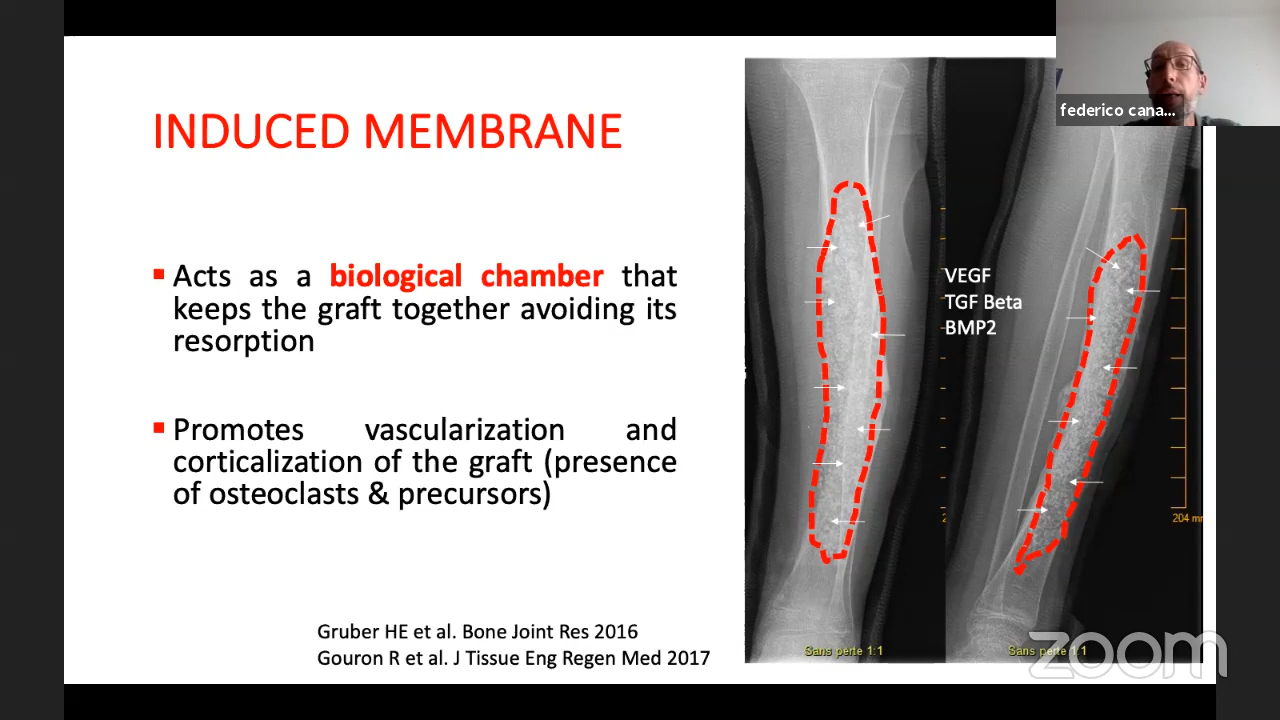 federico cana...
INDUCED MEMBRANE
Acts as a biological chamber that
keeps the graft together avoiding its
resorption
Promotes vascularization and
corticalization of the graft (presence
of osteoclasts & precursors)
VEGF
TGF Beta
BMP2
204 mm
Sans perte 1:1
Sans perte 1:1
Gruber HE et al. Bone Joint Res 2016
Gouron R et al. J Tissue Eng Regen Med 2017
zoom